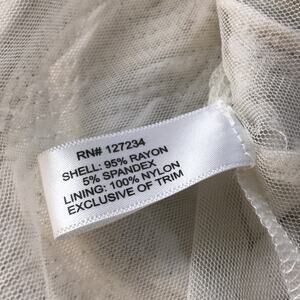 RN# 127234
SHELL: 95% RAYON
5% SPANDEX
LINING: 100% NYLON
EXCLUSIVE OF TRIM